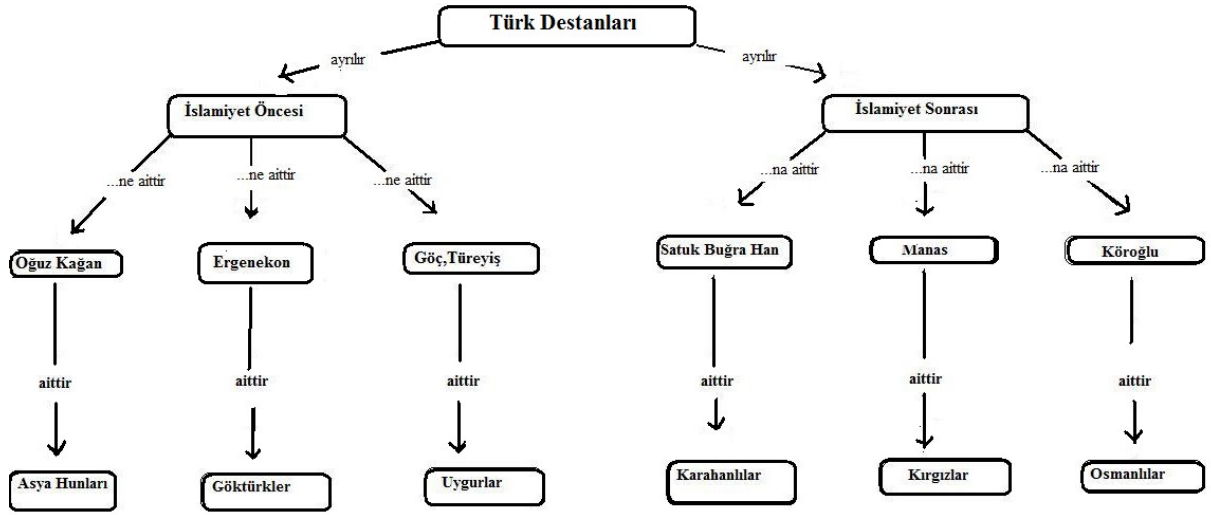 Türk Destanları
ayrılır
ayrılır
İslamiyet Öncesi
İslamiyet Sonrası
...ne aittir
...ne aittir
...ne aittir
...na aittir
...na aittir
...na aittir
Oğuz Kağan
Ergenekon
Göç,Türeyiş
Satuk Buğra Han
Manas
Köroğlu
aittir
aittir
aittir
aittir
aittir
aittir
Asya Hunları
Göktürkler
Uygurlar
Karahanlılar
Kırgızlar
Osmanlılar